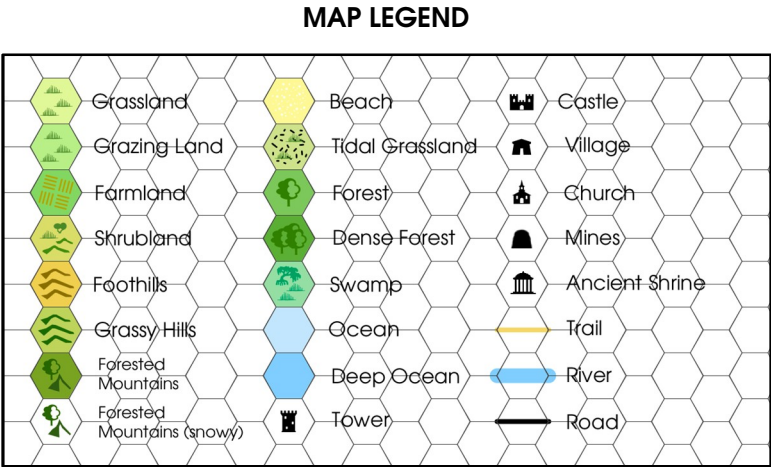 MAP LEGEND
Grassland
Grazing Land
Farmland
Shrubland
Foothills
Grassy Hills
Forested
Mountains
Forested
Mountains (snowy)
Beach
Tidal Grassland
Forest
Dense Forest
Swamp
Ocean
Deep Ocean
Tower
Castle
Village
Church
Mines
Ancient Shrine
Trail
River
Road